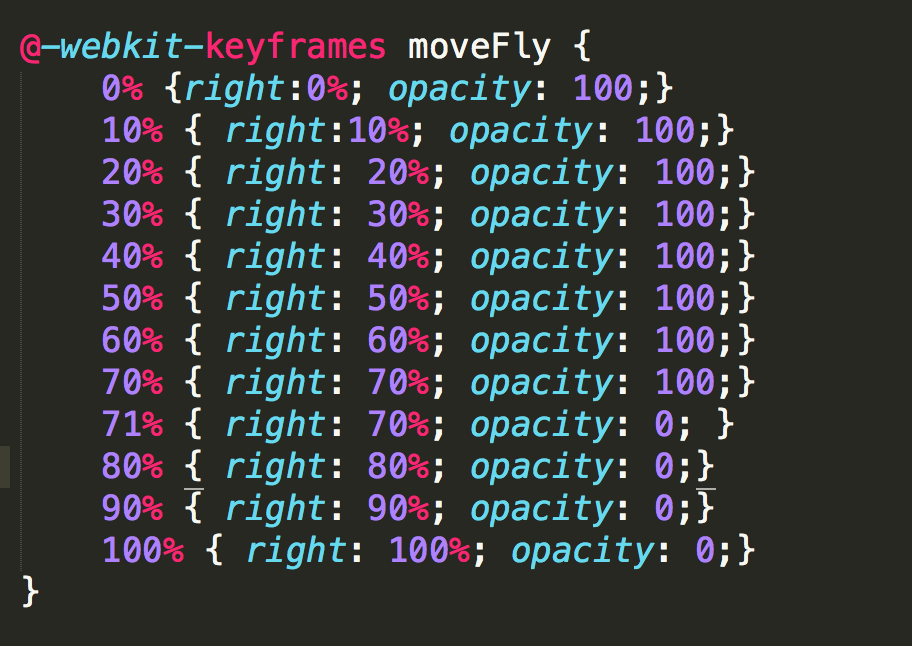 @-webkit-keyframes moveFly {
    0% {right:0%; opacity: 100;}
    10% { right:10%; opacity: 100;}
    20% { right: 20%; opacity: 100;}
    30% { right: 30%; opacity: 100;}
    40% { right: 40%; opacity: 100;}
    50% { right: 50%; opacity: 100;}
    60% { right: 60%; opacity: 100;}
    70% { right: 70%; opacity: 100;}
    71% { right: 70%; opacity: 0; }
    80% { right: 80%; opacity: 0;}
    90% { right: 90%; opacity: 0;}
    100% { right: 100%; opacity: 0;}
}